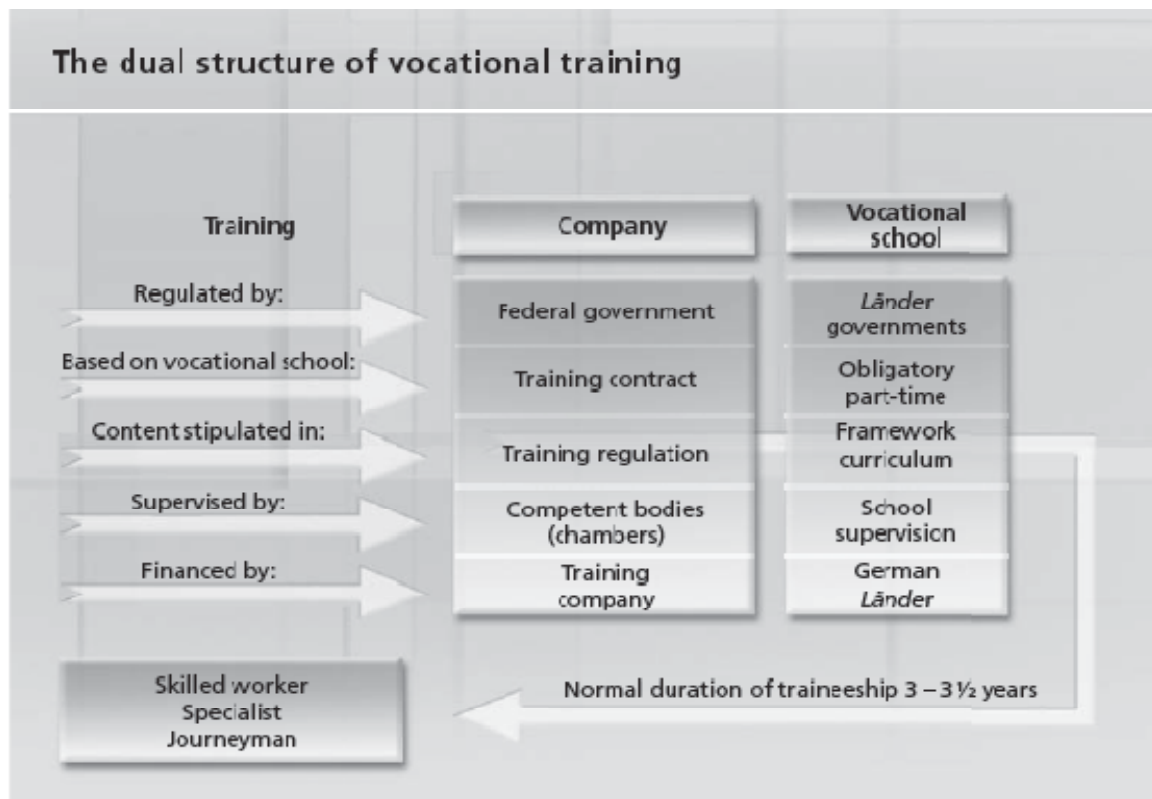 The dual structure of vocational training
Training
Company
Vocational
school
Regulated by:
Federal government
Länder
governments
Based on vocational school:
Training contract
Obligatory
part-time
Content stipulated in:
Training regulation
Framework
curriculum
Supervised by:
Competent bodies
(chambers)
School
supervision
Financed by:
Training
company
German
Länder
Skilled worker
Specialist
Journeyman
Normal duration of traineeship 3 – 3 ½ years